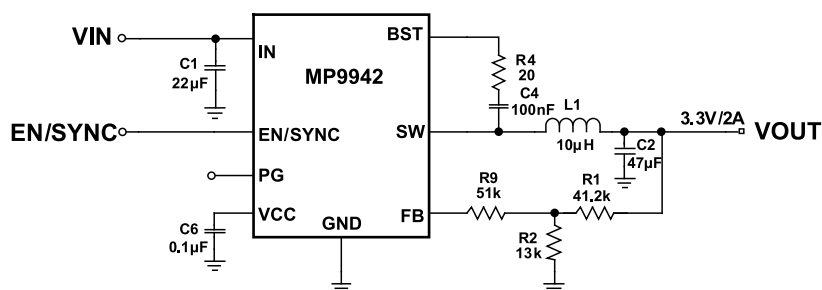 VIN
C1
22µF
IN
MP9942
BST
R4
20
C4
100nF
L1
10µH
3.3V/2A
VOUT
C2
47µF
EN/SYNC
EN/SYNC
SW
PG
R9
51k
R1
41.2k
VCC
GND
FB
C6
0.1µF
R2
13k